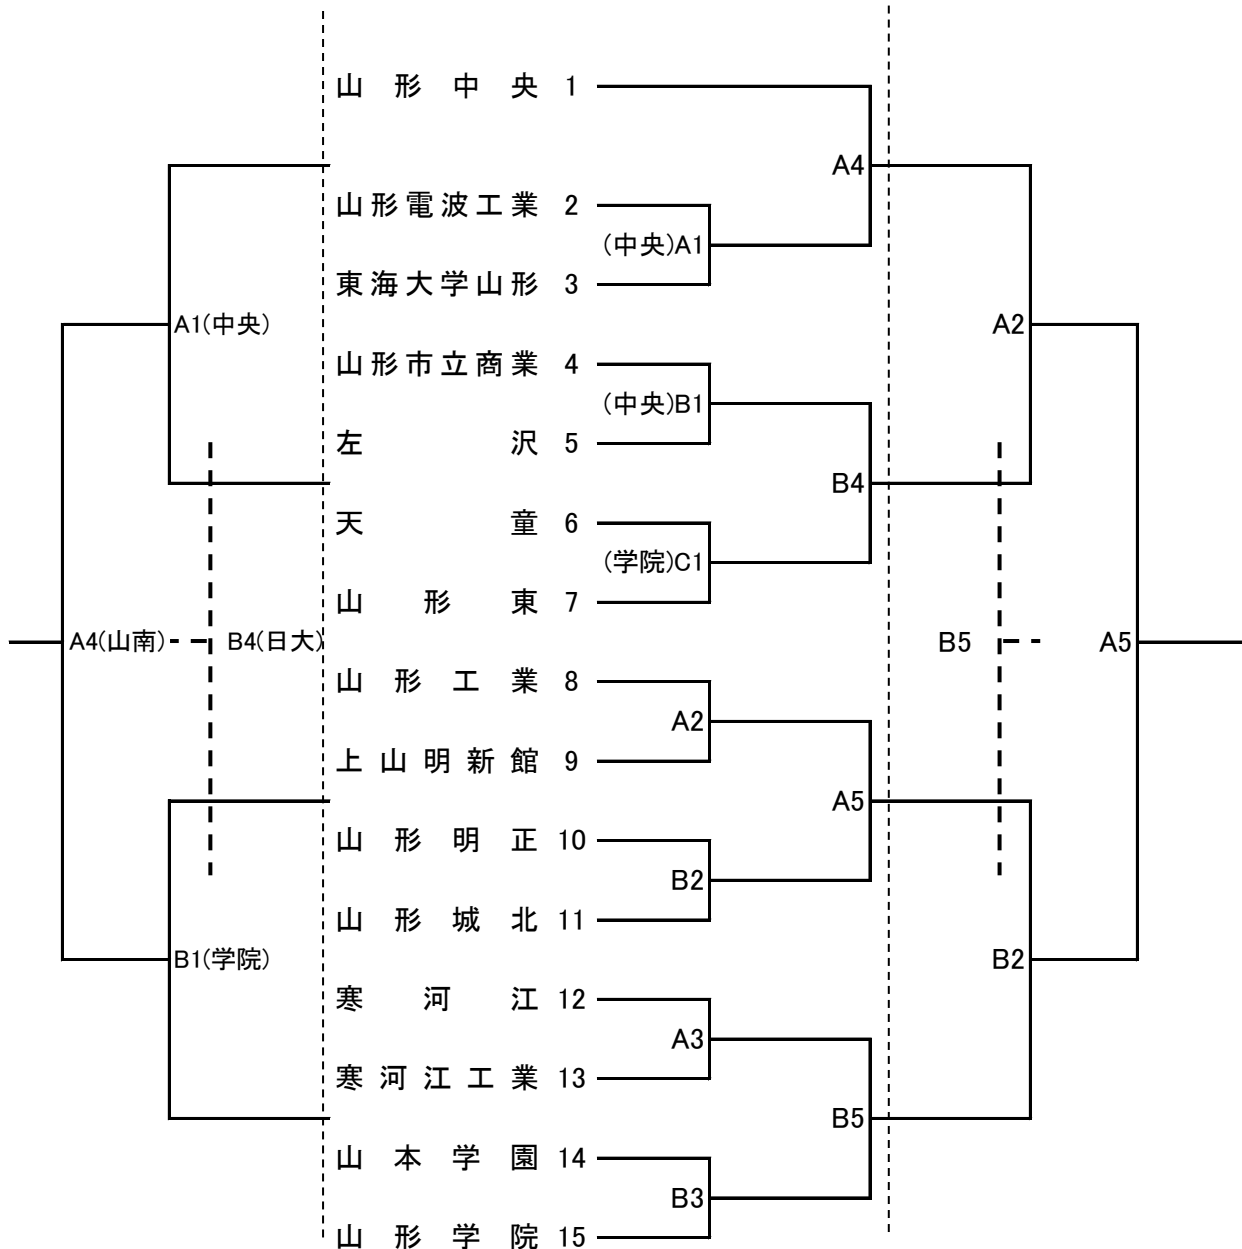 山形中央 1
A4
山形電波工業 2
(中央)A1
東海大学山形 3
A1(中央)
A2
山形市立商業 4
(中央)B1
左沢 5
B4
天童 6
(学院)C1
山形東 7
A4(山南)
B4(日大)
B5
A5
山形工業 8
A2
上山明新館 9
A5
山形明正 10
B2
山形城北 11
B1(学院)
B2
寒河江 12
A3
寒河江工業 13
B5
山本学園 14
B3
山形学院 15